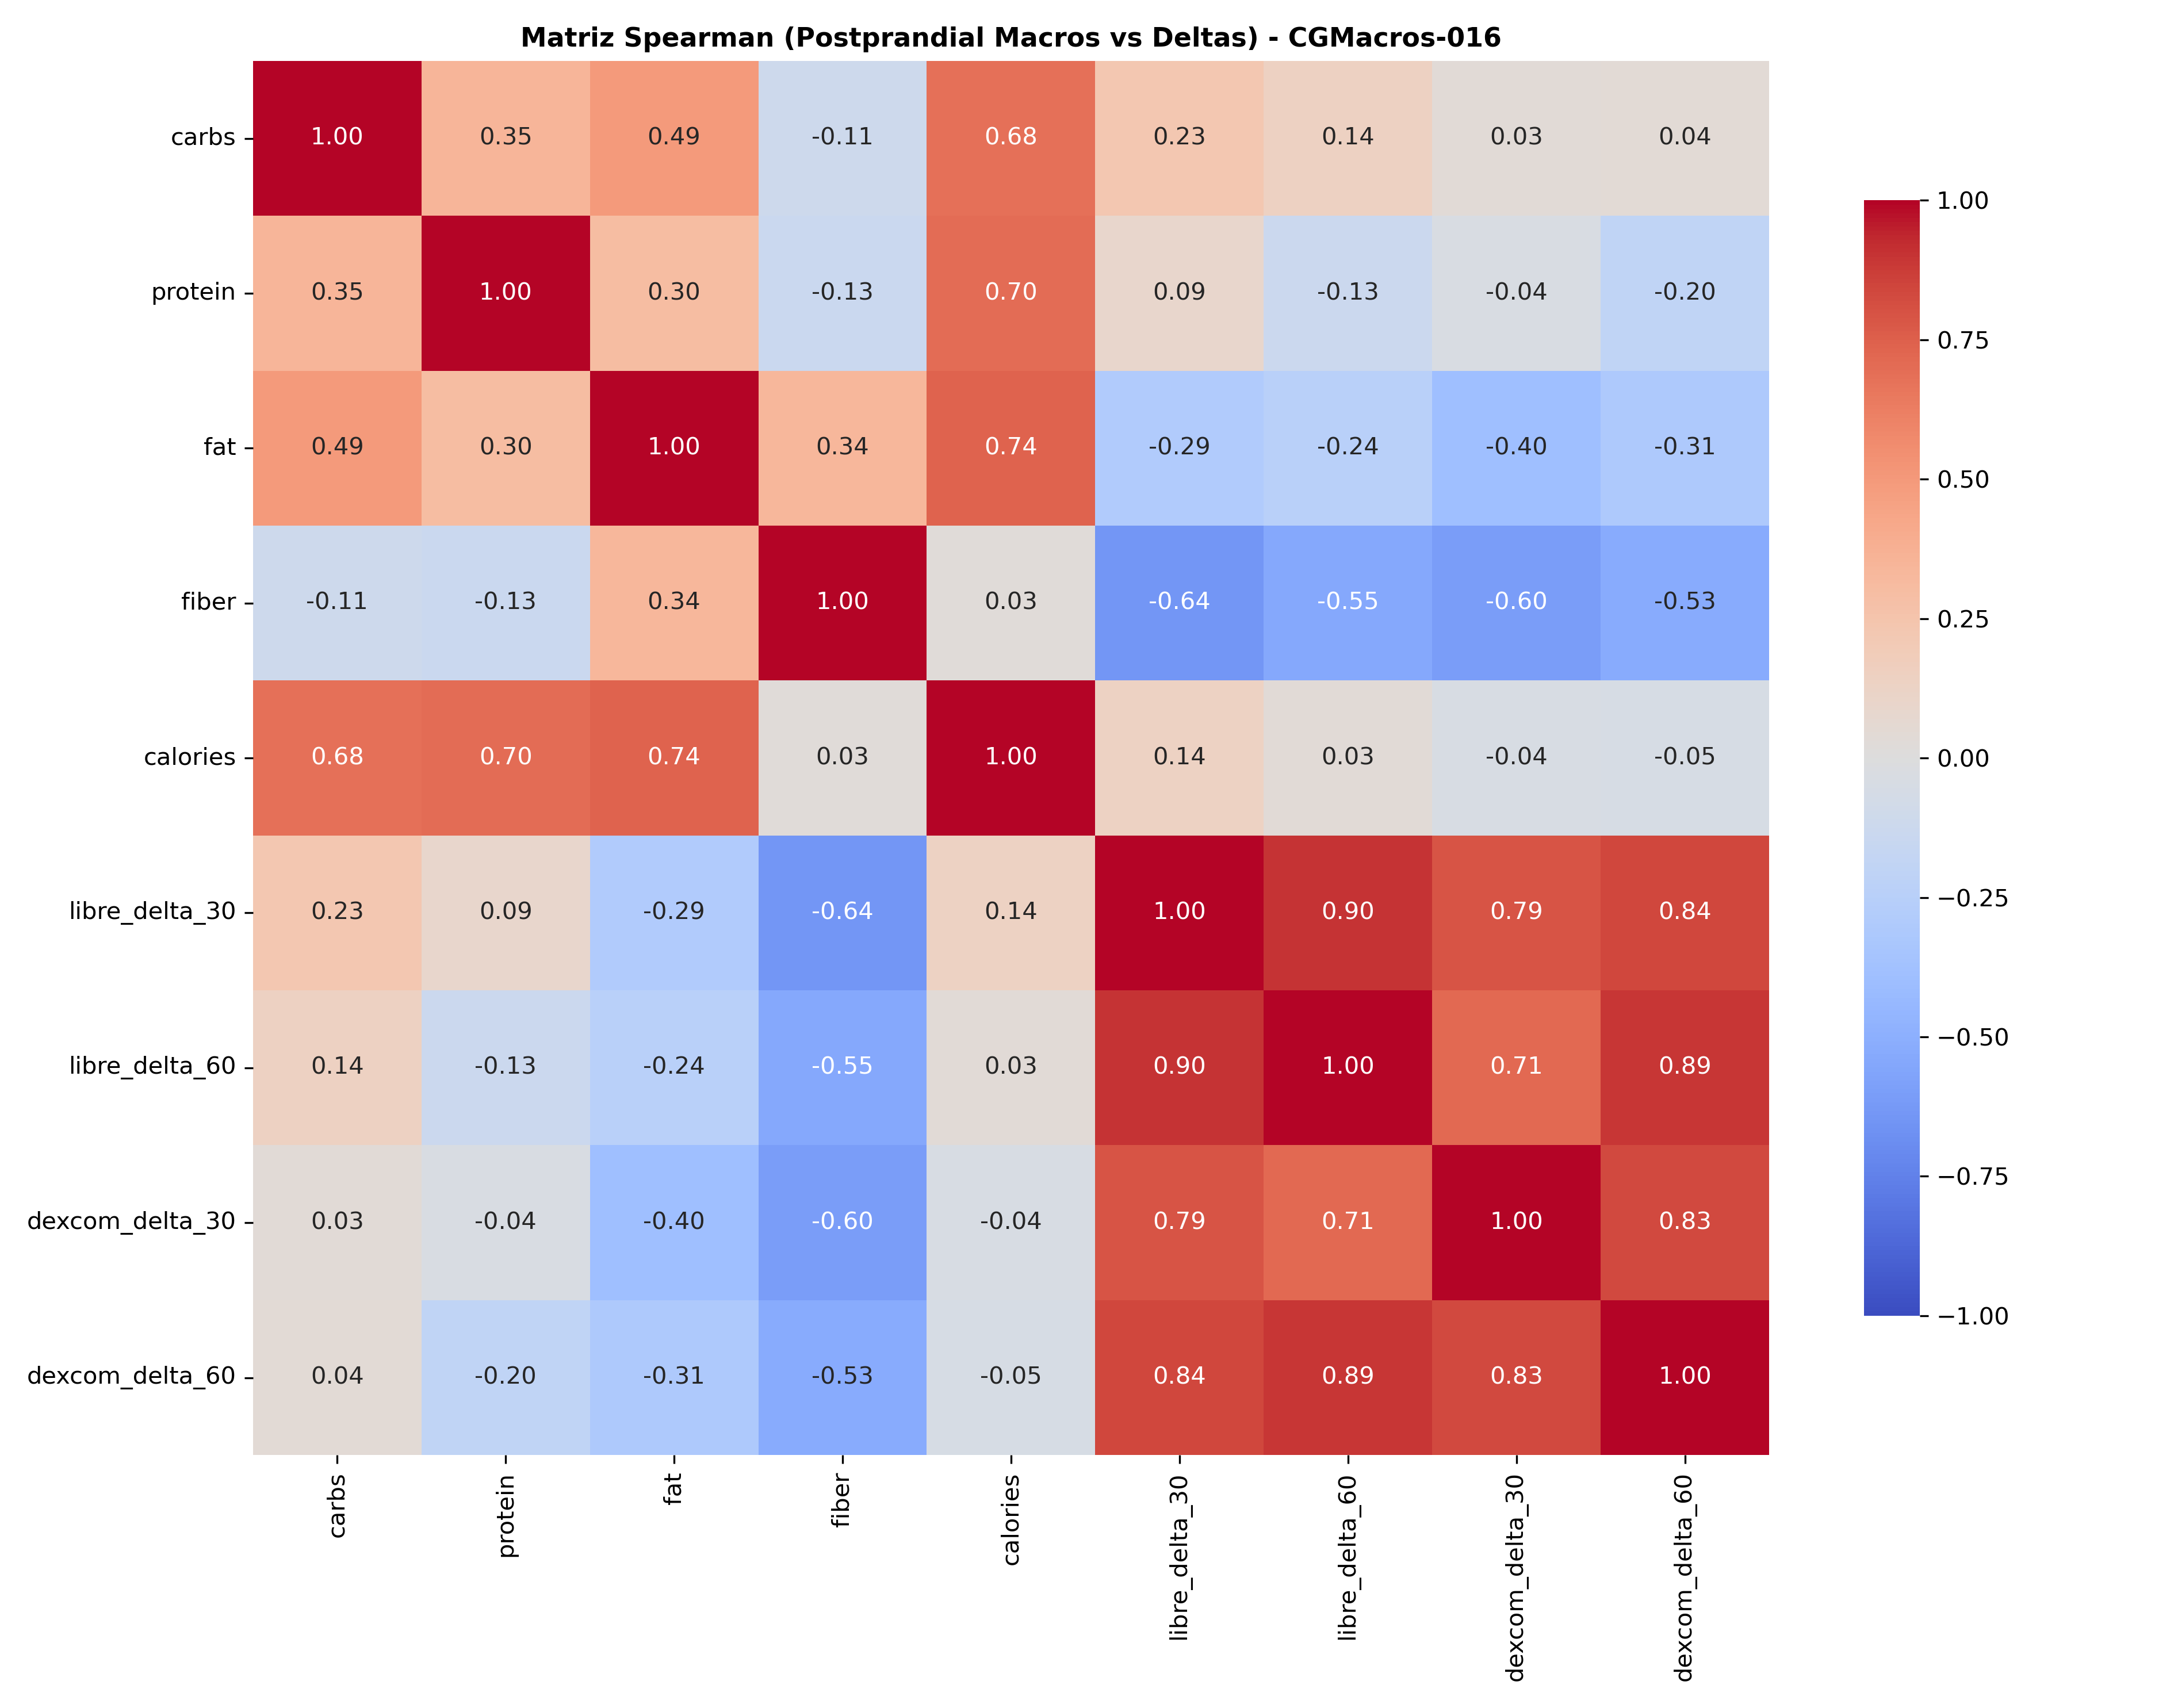 Matriz Spearman (Postprandial Macros vs Deltas) - CGMacros-016
carbs 1.00 0.35 0.49 -0.11 0.68 0.23 0.14 0.03 0.04
protein 0.35 1.00 0.30 -0.13 0.70 0.09 -0.13 -0.04 -0.20
fat 0.49 0.30 1.00 0.34 0.74 -0.29 -0.24 -0.40 -0.31
fiber -0.11 -0.13 0.34 1.00 0.03 -0.64 -0.55 -0.60 -0.53
calories 0.68 0.70 0.74 0.03 1.00 0.14 0.03 -0.04 -0.05
libre_delta_30 0.23 0.09 -0.29 -0.64 0.14 1.00 0.90 0.79 0.84
libre_delta_60 0.14 -0.13 -0.24 -0.55 0.03 0.90 1.00 0.71 0.89
dexcom_delta_30 0.03 -0.04 -0.40 -0.60 -0.04 0.79 0.71 1.00 0.83
dexcom_delta_60 0.04 -0.20 -0.31 -0.53 -0.05 0.84 0.89 0.83 1.00
carbs protein fat fiber calories libre_delta_30 libre_delta_60 dexcom_delta_30 dexcom_delta_60
1.00
0.75
0.50
0.25
0.00
−0.25
−0.50
−0.75
−1.00